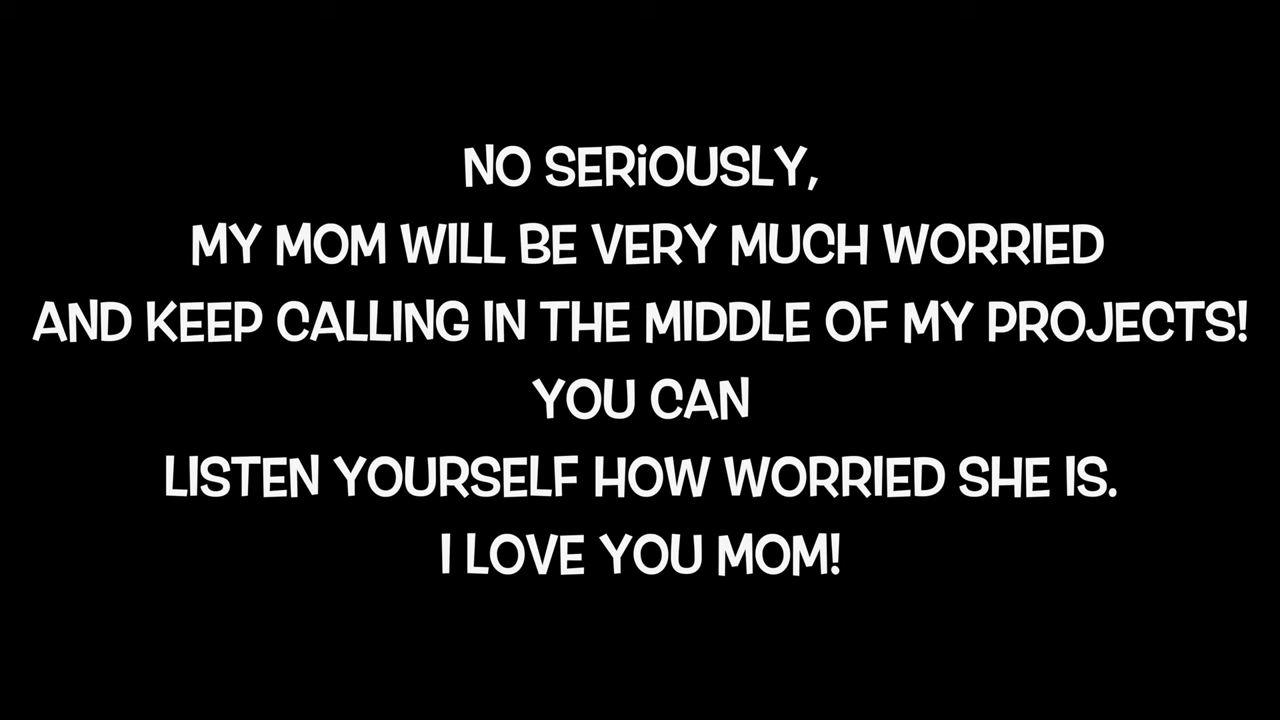 NO SERiOUSLY,
MY MOM WILL BE VERY MUCH WORRIED
AND KEEP CALLING IN THE MIDDLE OF MY PROJECTS!
YOU CAN
LISTEN YOURSELF HOW WORRIED SHE IS.
I LOVE YOU MOM!